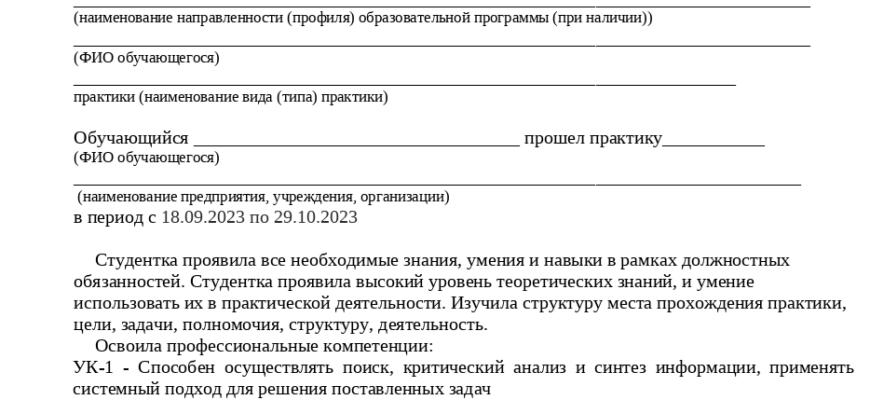 (наименование направленности (профиля) образовательной программы (при наличии))
(ФИО обучающегося)
практики (наименование вида (типа) практики)
Обучающийся ___________________________________ прошел практику___________
(ФИО обучающегося)
(наименование предприятия, учреждения, организации)
в период с 18.09.2023 по 29.10.2023
Студентка проявила все необходимые знания, умения и навыки в рамках должностных
обязанностей. Студентка проявила высокий уровень теоретических знаний, и умение
использовать их в практической деятельности. Изучила структуру места прохождения практики,
цели, задачи, полномочия, структуру, деятельность.
Освоила профессиональные компетенции:
УК-1 - Способен осуществлять поиск, критический анализ и синтез информации, применять
системный подход для решения поставленных задач